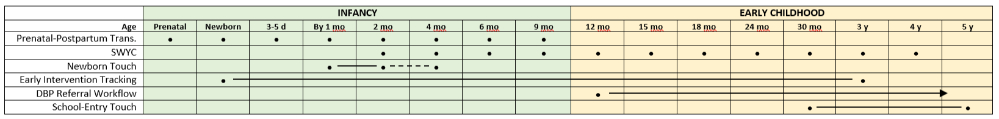 INFANCY EARLY CHILDHOOD
Age Prenatal Newborn 3-5 d By 1 mo 2 mo 4 mo 6 mo 9 mo 12 mo 15 mo 18 mo 24 mo 30 mo 3 y 4 y 5 y
Prenatal-Postpartum Trans.
SWYC
Newborn Touch
Early Intervention Tracking
DBP Referral Workflow
School-Entry Touch